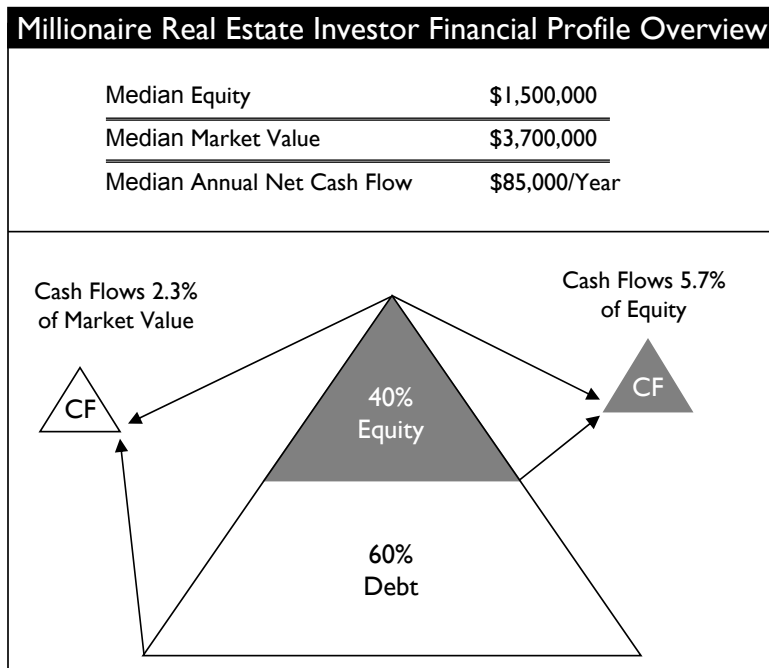 Millionaire Real Estate Investor Financial Profile Overview
Median Equity $1,500,000
Median Market Value $3,700,000
Median Annual Net Cash Flow $85,000/Year
Cash Flows 2.3%
of Market Value
Cash Flows 5.7%
of Equity
CF
40%
Equity
CF
60%
Debt